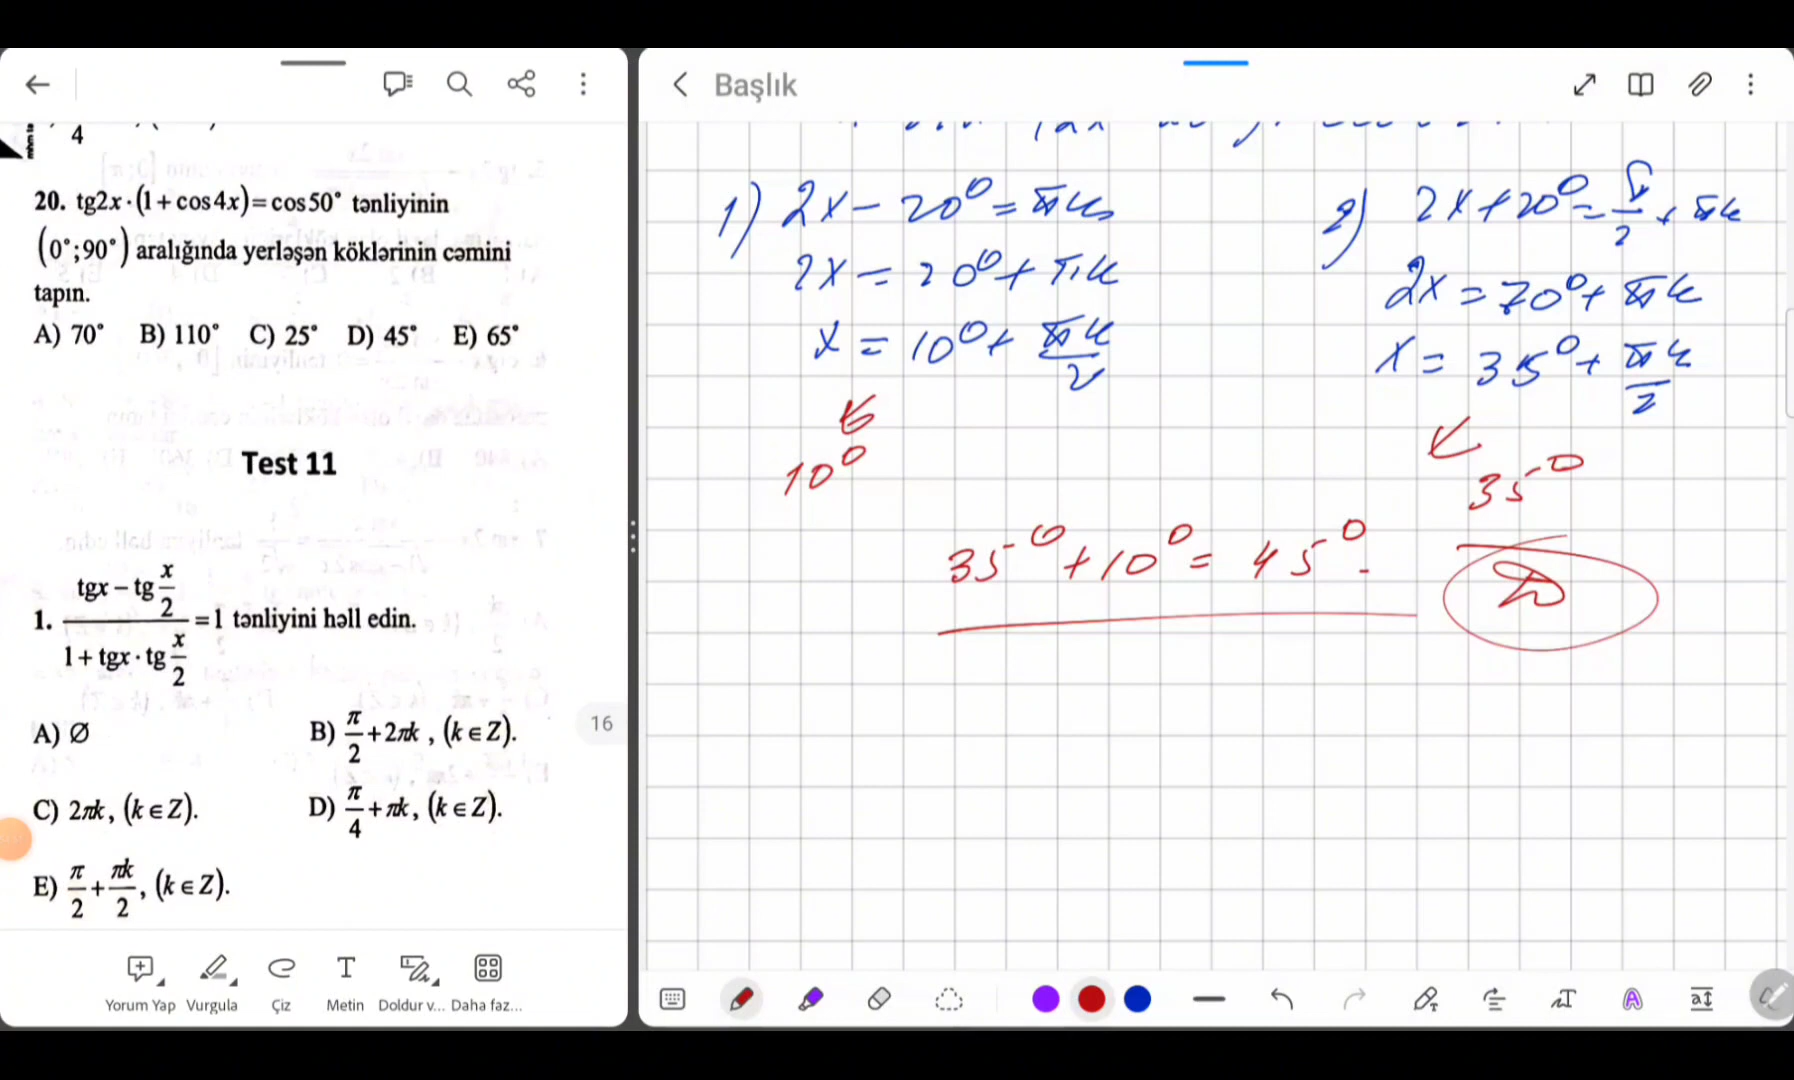 Başlık
4
20. tg2x·(1+cos4x)=cos50° tənliyinin
(0°;90°) aralığında yerləşən köklərinin cəmini
tapın.
A) 70° B) 110° C) 25° D) 45° E) 65°
Test 11
1. (tgx – tg x/2)/(1 + tgx·tg x/2) = 1 tənliyini həll edin.
A) Ø B) π/2 + 2πk, (k∈Z).
C) 2πk, (k∈Z). D) π/4 + πk, (k∈Z).
E) π/2 + πk/2, (k∈Z).
16
Yorum Yap Vurgula Çiz Metin Doldur v... Daha faz...
1) 2x – 20° = πk
2x = 20° + πk
x = 10° + πk/2
10°
2) 2x + 20° = π/2 + πk
2x = 70° + πk
x = 35° + πk/2
35°
35° + 10° = 45°.
D